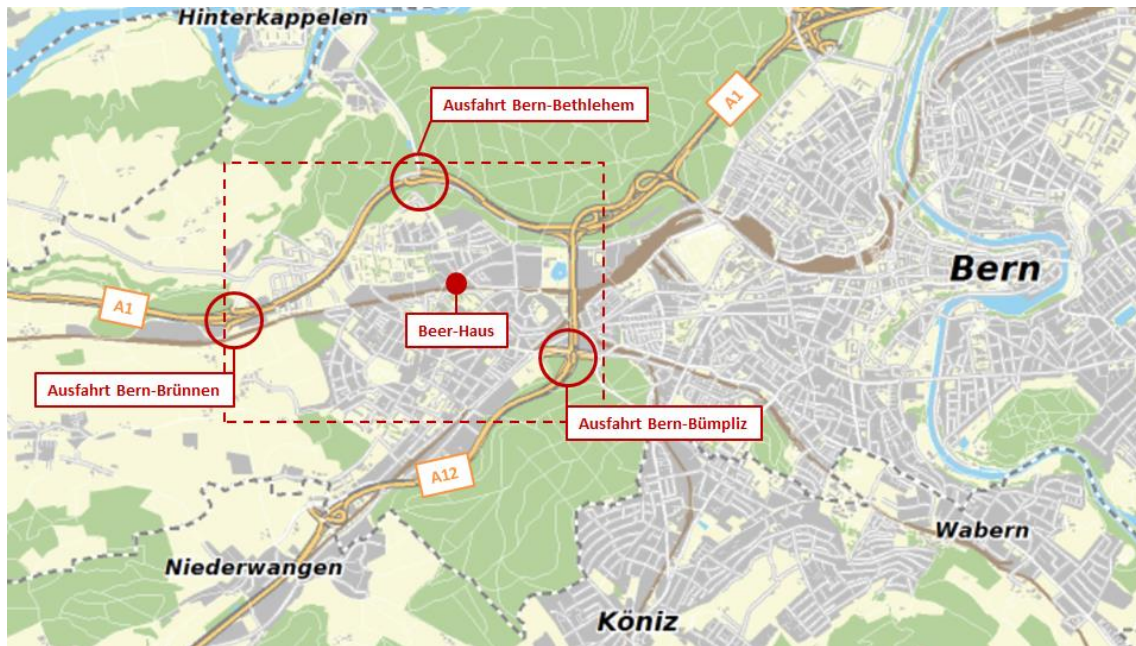 Hinterkappelen
Ausfahrt Bern-Bethlehem
A1
Bern
A1
Beer-Haus
Ausfahrt Bern-Brünnen
Ausfahrt Bern-Bümpliz
A12
Wabern
Niederwangen
Köniz